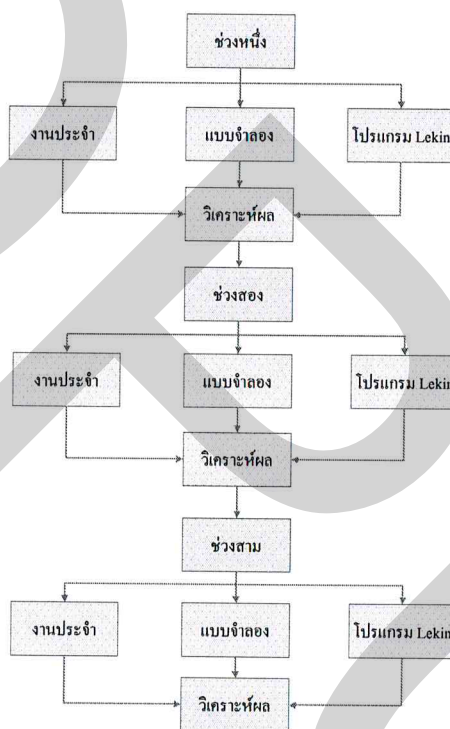 ช่วงหนึ่ง
งานประจำ แบบจำลอง โปรแกรม Lekin
วิเคราะห์ผล
ช่วงสอง
งานประจำ แบบจำลอง โปรแกรม Lekin
วิเคราะห์ผล
ช่วงสาม
งานประจำ แบบจำลอง โปรแกรม Lekin
วิเคราะห์ผล